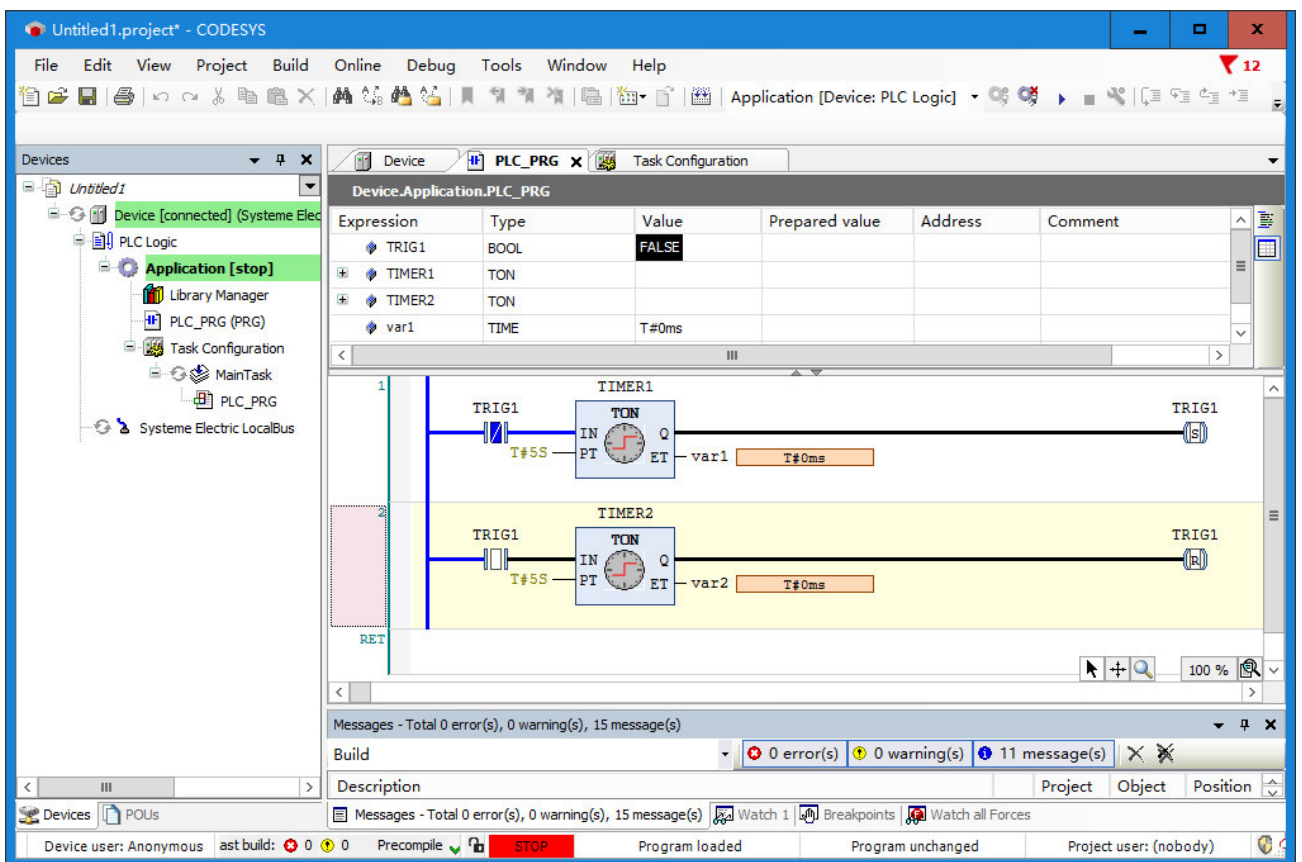 Untitled1.project* - CODESYS
File Edit View Project Build Online Debug Tools Window Help 12
Application [Device: PLC Logic]
Devices
Device PLC_PRG Task Configuration
Untitled1
Device [connected] (Systeme Elec
PLC Logic
Application [stop]
Library Manager
PLC_PRG (PRG)
Task Configuration
MainTask
PLC_PRG
Systeme Electric LocalBus
Device.Application.PLC_PRG
Expression Type Value Prepared value Address Comment
TRIG1 BOOL FALSE
TIMER1 TON
TIMER2 TON
var1 TIME T#0ms
1
TIMER1
TRIG1 TON TRIG1
IN Q S
T#5S PT ET var1 T#0ms
2
TIMER2
TRIG1 TON TRIG1
IN Q R
T#5S PT ET var2 T#0ms
RET
100 %
Messages - Total 0 error(s), 0 warning(s), 15 message(s)
Build 0 error(s) 0 warning(s) 11 message(s)
Description Project Object Position
Devices POUs
Messages - Total 0 error(s), 0 warning(s), 15 message(s) Watch 1 Breakpoints Watch all Forces
Device user: Anonymous ast build: 0 0 Precompile STOP Program loaded Program unchanged Project user: (nobody)